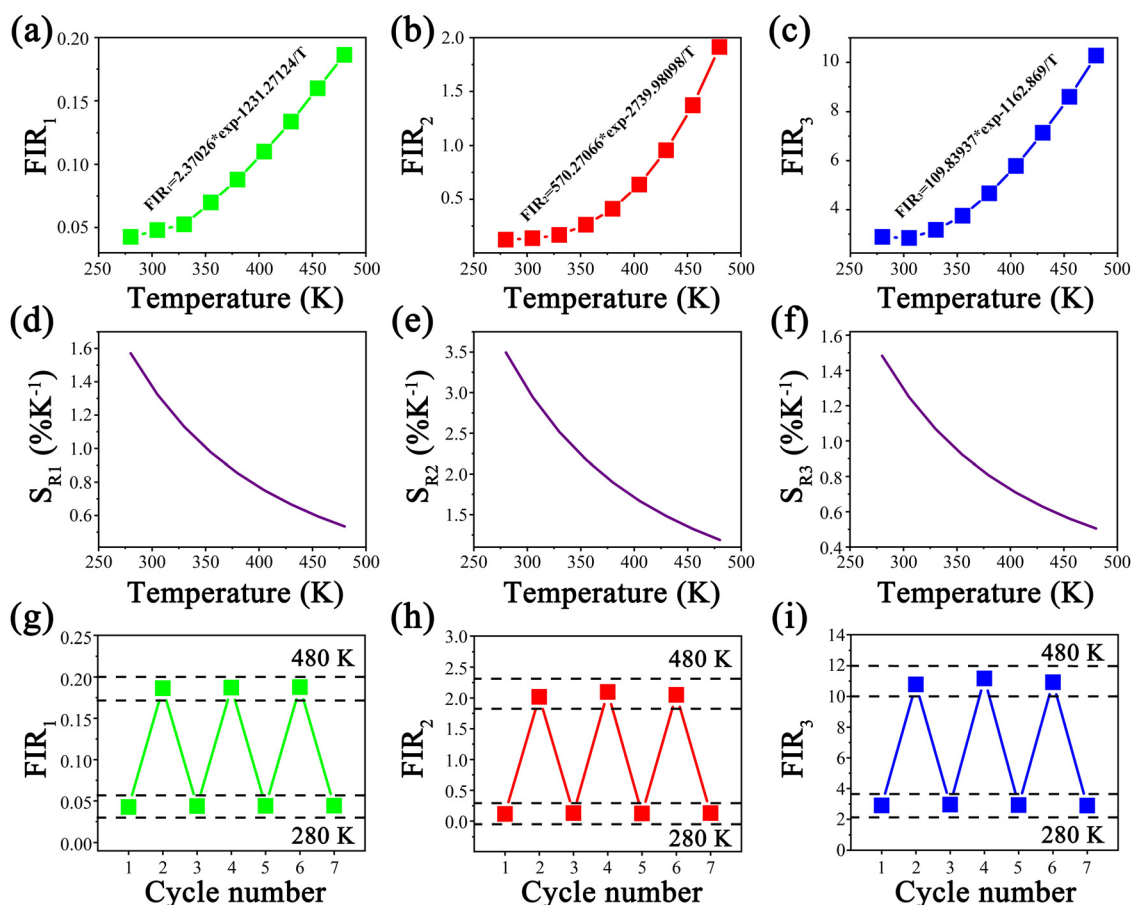 (a)
0.20
0.15
0.10
0.05
FIR1
FIR1=2.37026*exp-1231.27124/T
250 300 350 400 450 500
Temperature (K)
(b)
2.0
1.5
1.0
0.5
FIR2
FIR2=570.27066*exp-2739.98098/T
250 300 350 400 450 500
Temperature (K)
(c)
10
8
6
4
FIR3
FIR3=109.83937*exp-1162.869/T
250 300 350 400 450 500
Temperature (K)
(d)
1.6
1.4
1.2
1.0
0.8
0.6
SR1 (%K-1)
250 300 350 400 450 500
Temperature (K)
(e)
3.5
3.0
2.5
2.0
1.5
SR2 (%K-1)
250 300 350 400 450 500
Temperature (K)
(f)
1.6
1.4
1.2
1.0
0.8
0.6
0.4
SR3 (%K-1)
250 300 350 400 450 500
Temperature (K)
(g)
0.25
0.20
0.15
0.10
0.05
0.00
FIR1
480 K
280 K
1 2 3 4 5 6 7
Cycle number
(h)
3.0
2.5
2.0
1.5
1.0
0.5
0.0
FIR2
480 K
280 K
1 2 3 4 5 6 7
Cycle number
(i)
14
12
10
8
6
4
2
0
FIR3
480 K
280 K
1 2 3 4 5 6 7
Cycle number